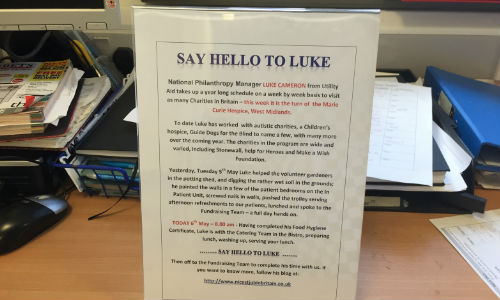 SAY HELLO TO LUKE
National Philanthropy Manager LUKE CAMERON from Utility
Aid takes up a year long schedule on a week by week basis to visit
as many Charities in Britain – this week 8 it is the turn of the Marie
Curie Hospice, West Midlands.
To date Luke has worked with autistic charities, a Children's
hospice, Guide Dogs for the Blind to name a few, with many more
over the coming year. The charities in the program are wide and
varied, including Stonewall, help for Heroes and Make a Wish
Foundation.
Yesterday, Tuesday 5th May Luke helped the volunteer gardeners
in the potting shed, and digging the rather wet soil in the grounds;
he painted the walls in a few of the patient bedrooms on the In
Patient Unit, screwed nails in walls, pushed the trolley serving
afternoon refreshments to our patients, lunched and spoke to the
Fundraising Team – a full day hands on.
TODAY 6th May – 8.00 am - Having completed his Food Hygiene
Certificate, Luke is with the Catering Team in the Bistro, preparing
lunch, washing up, serving your lunch.
-------- SAY HELLO TO LUKE -------
Then off to the Fundraising Team to complete his time with us. If
you want to know more, follow his blog at:
http://www.nicestjobinbritain.co.uk